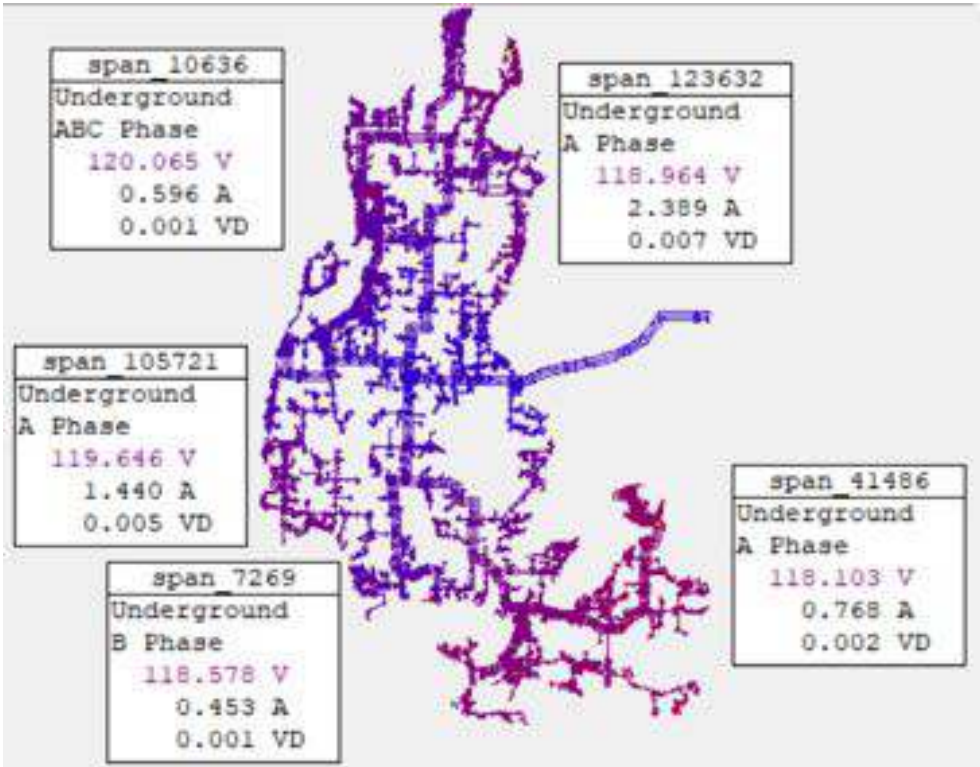 span_10636
Underground
ABC Phase
120.065 V
0.596 A
0.001 VD
span_123632
Underground
A Phase
118.964 V
2.389 A
0.007 VD
span_105721
Underground
A Phase
119.646 V
1.440 A
0.005 VD
span_41486
Underground
A Phase
118.103 V
0.768 A
0.002 VD
span_7269
Underground
B Phase
118.578 V
0.453 A
0.001 VD